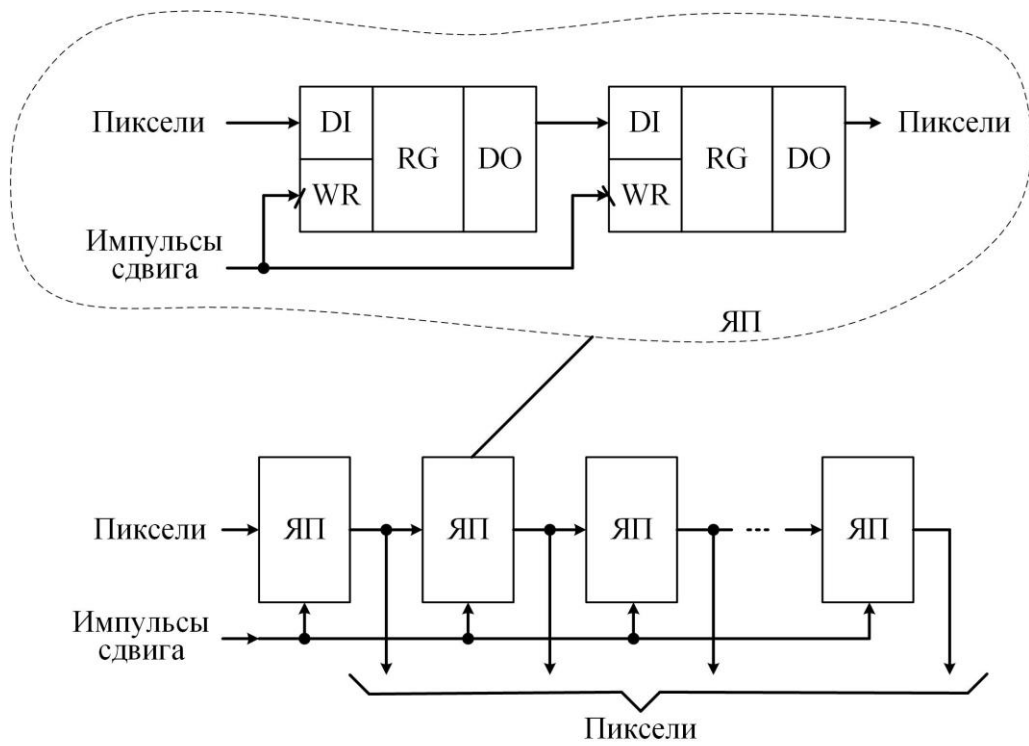 Пиксели
DI
RG
DO
DI
RG
DO
Пиксели
WR
WR
Импульсы
сдвига
ЯП
Пиксели
ЯП
ЯП
ЯП
ЯП
Импульсы
сдвига
Пиксели